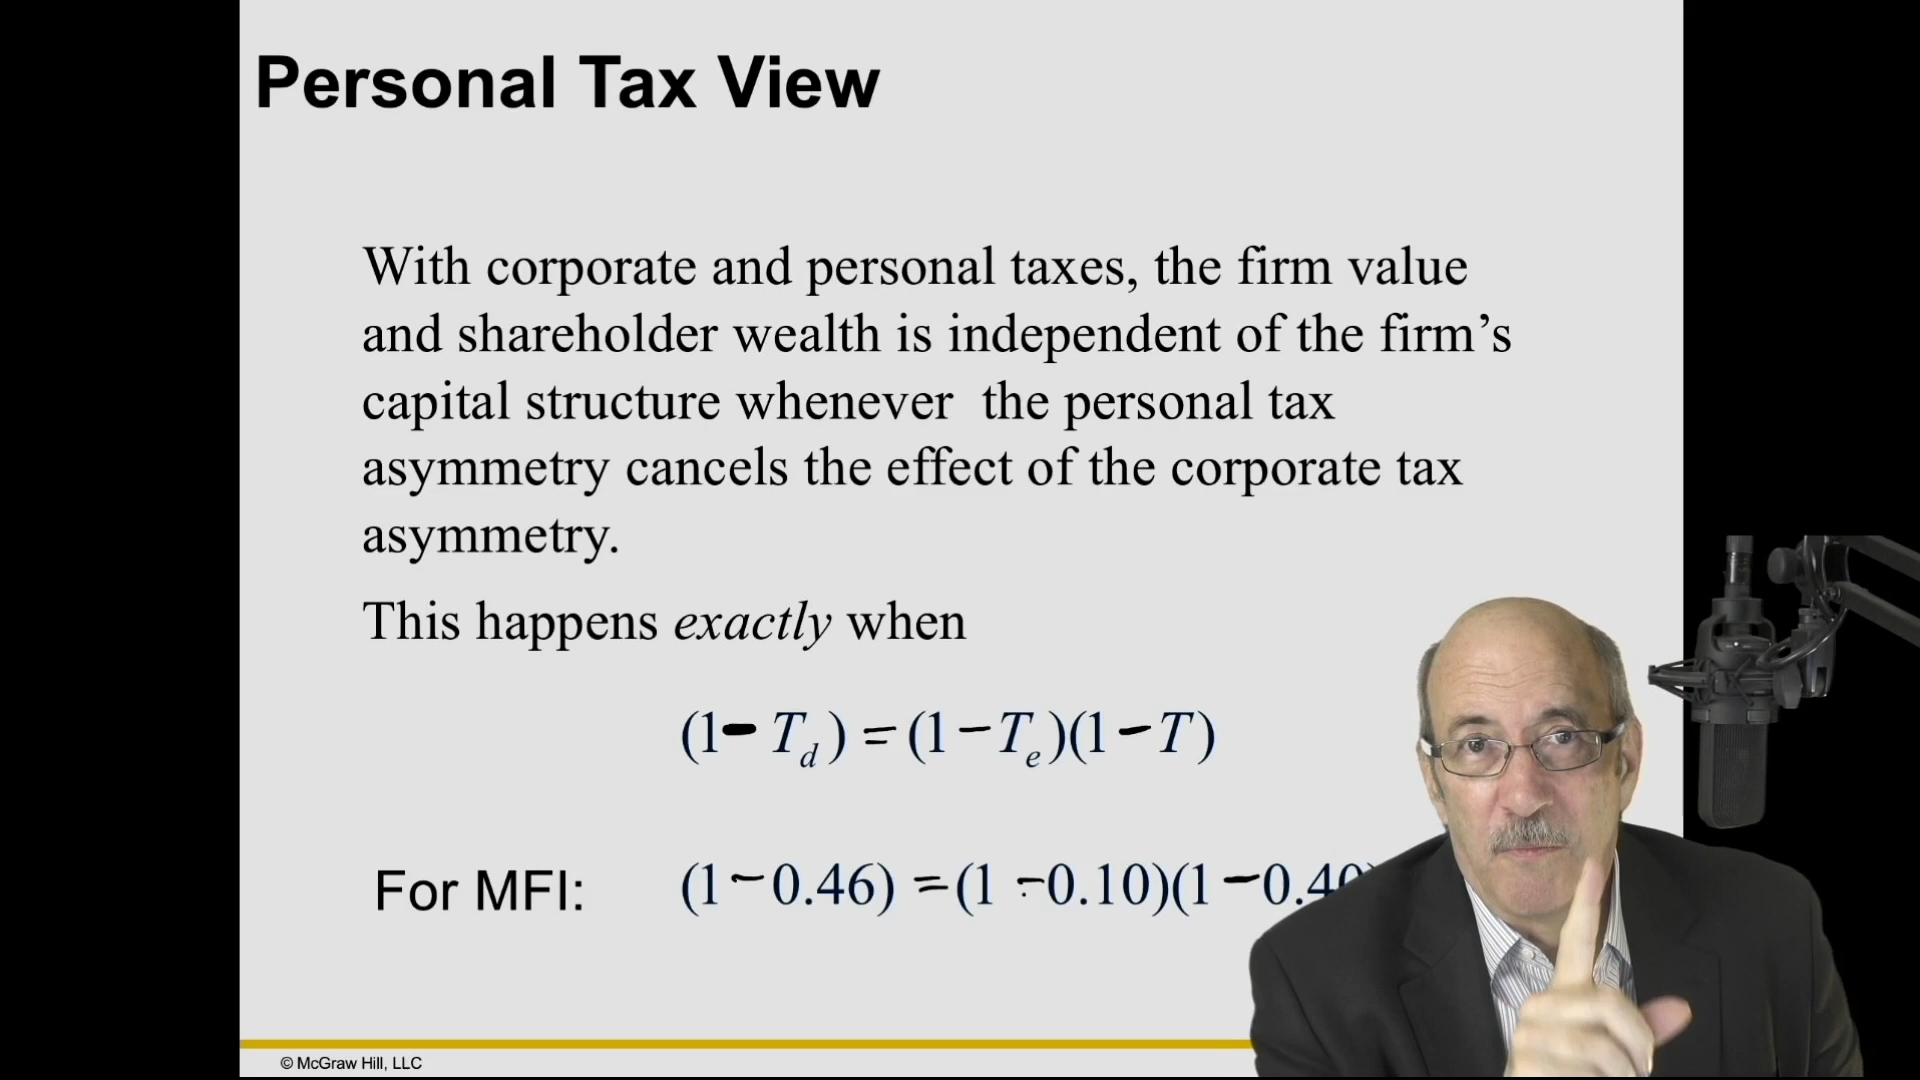 Personal Tax View
With corporate and personal taxes, the firm value
and shareholder wealth is independent of the firm’s
capital structure whenever  the personal tax
asymmetry cancels the effect of the corporate tax
asymmetry.
This happens exactly when
(1 − T_d) = (1 − T_e)(1 − T)
For MFI: (1 − 0.46) = (1 − 0.10)(1 − 0.40)
© McGraw Hill, LLC